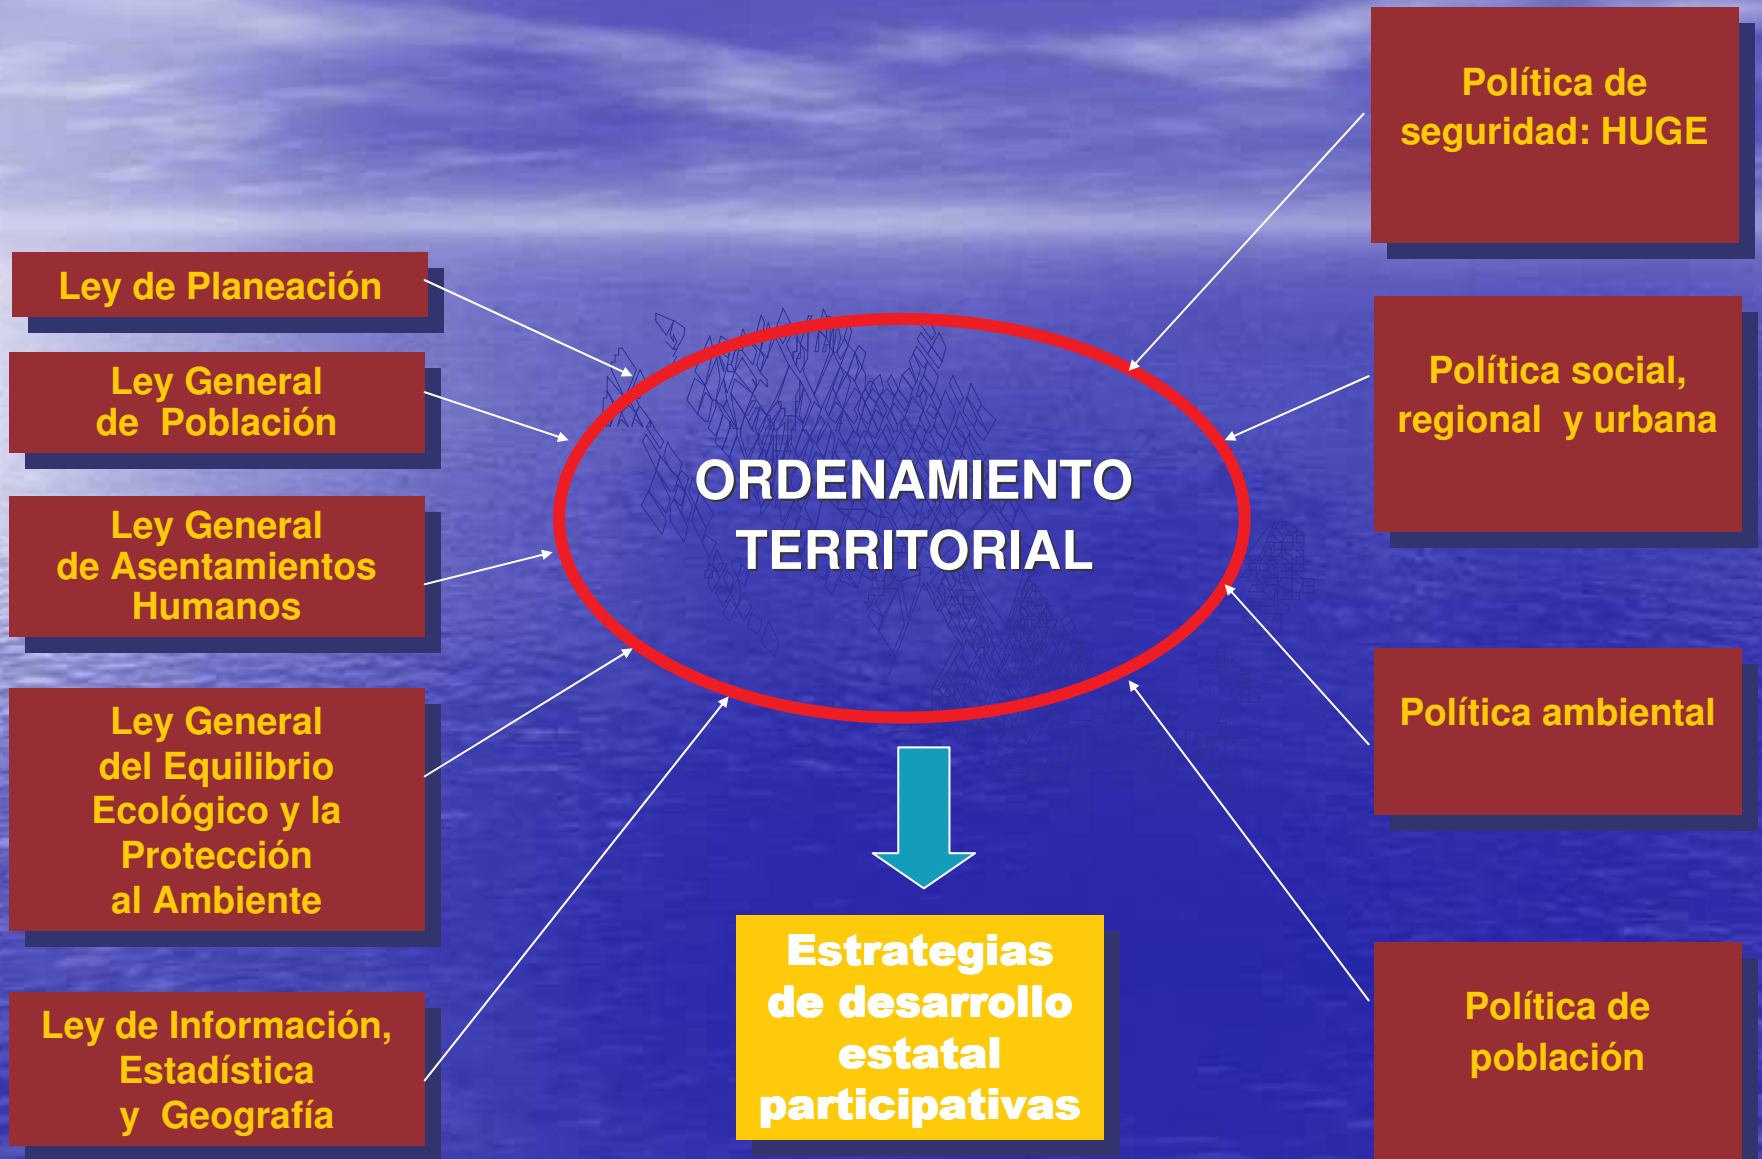 Ley de Planeación
Ley General
de Población
Ley General
de Asentamientos
Humanos
Ley General
del Equilibrio
Ecológico y la
Protección
al Ambiente
Ley de Información,
Estadística
y Geografía
ORDENAMIENTO
TERRITORIAL
Estrategias
de desarrollo
estatal
participativas
Política de
seguridad: HUGE
Política social,
regional y urbana
Política ambiental
Política de
población